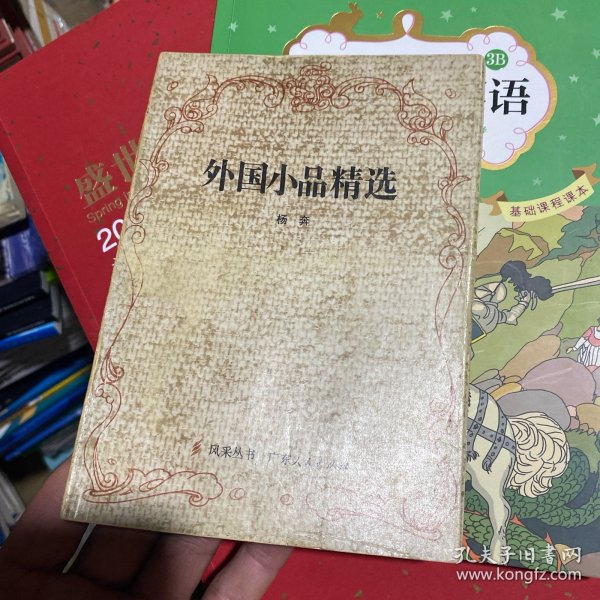 外国小品精选
杨奔
风采丛书 广东人民出版社
盛世
Spring
20
3B
语
基础课程课本
孔夫子旧书网
www.kongfz.com